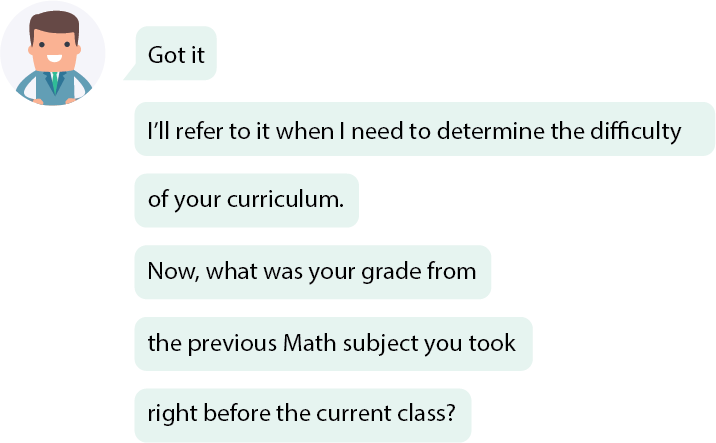 Got it
I’ll refer to it when I need to determine the difficulty
of your curriculum.
Now, what was your grade from
the previous Math subject you took
right before the current class?